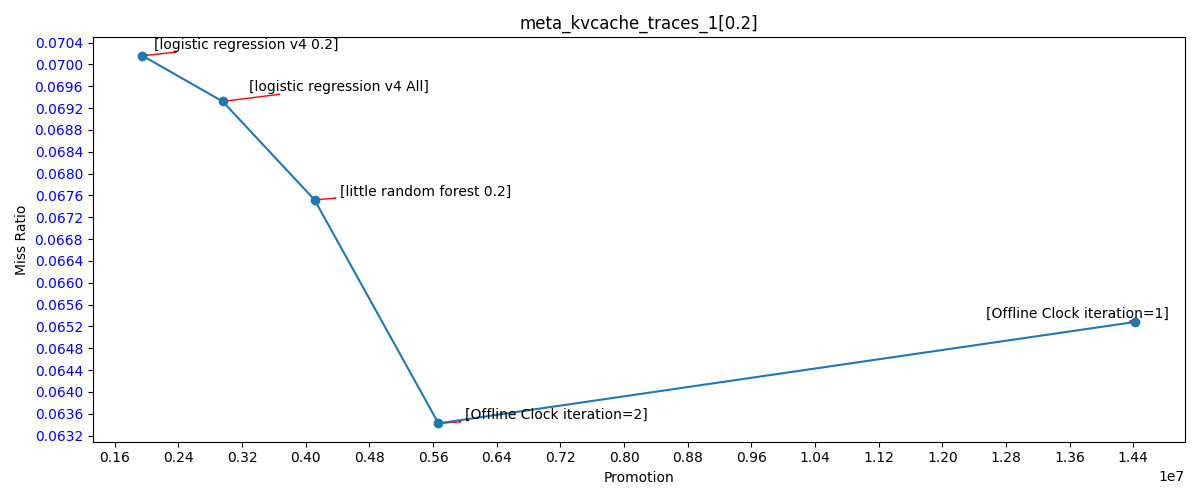 meta_kvcache_traces_1[0.2]
0.0704
[logistic regression v4 0.2]
0.0700
0.0696
[logistic regression v4 All]
0.0692
0.0688
0.0684
0.0680
0.0676
[little random forest 0.2]
0.0672
0.0668
0.0664
0.0660
0.0656
[Offline Clock iteration=1]
0.0652
0.0648
0.0644
0.0640
0.0636
[Offline Clock iteration=2]
0.0632
Miss Ratio
0.16 0.24 0.32 0.40 0.48 0.56 0.64 0.72 0.80 0.88 0.96 1.04 1.12 1.20 1.28 1.36 1.44
Promotion
1e7